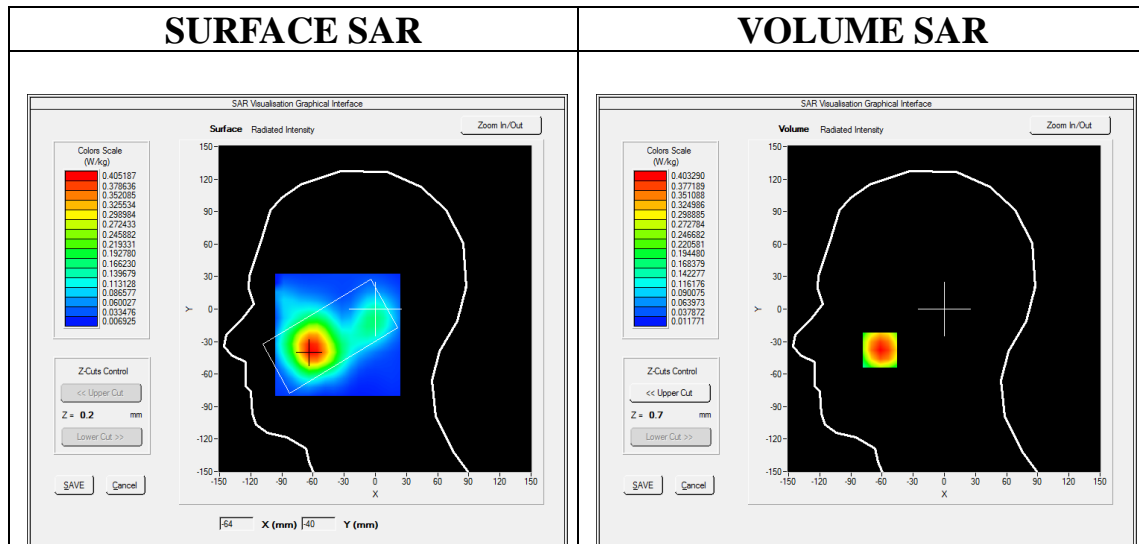 SURFACE SAR
VOLUME SAR
SAR Visualisation Graphical Interface
Surface Radiated Intensity
Zoom In/Out
Colors Scale
(W/kg)
0.405187
0.378636
0.352085
0.325534
0.298984
0.272433
0.245882
0.219331
0.192780
0.166230
0.139679
0.113128
0.086577
0.060027
0.033476
0.006925
150
120
90
60
30
0
-30
-60
-90
-120
-150
Y
-150 -120 -90 -60 -30 0 30 60 90 120 150
X
Z-Cuts Control
<< Upper Cut
Z = 0.2 mm
Lower Cut >>
SAVE Cancel
-64 X (mm) -40 Y (mm)
SAR Visualisation Graphical Interface
Volume Radiated Intensity
Zoom In/Out
Colors Scale
(W/kg)
0.403290
0.377189
0.351088
0.324986
0.298885
0.272784
0.246682
0.220581
0.194480
0.168379
0.142277
0.116176
0.090075
0.063973
0.037872
0.011771
150
120
90
60
30
0
-30
-60
-90
-120
-150
Y
-150 -120 -90 -60 -30 0 30 60 90 120 150
X
Z-Cuts Control
<< Upper Cut
Z = 0.7 mm
Lower Cut >>
SAVE Cancel